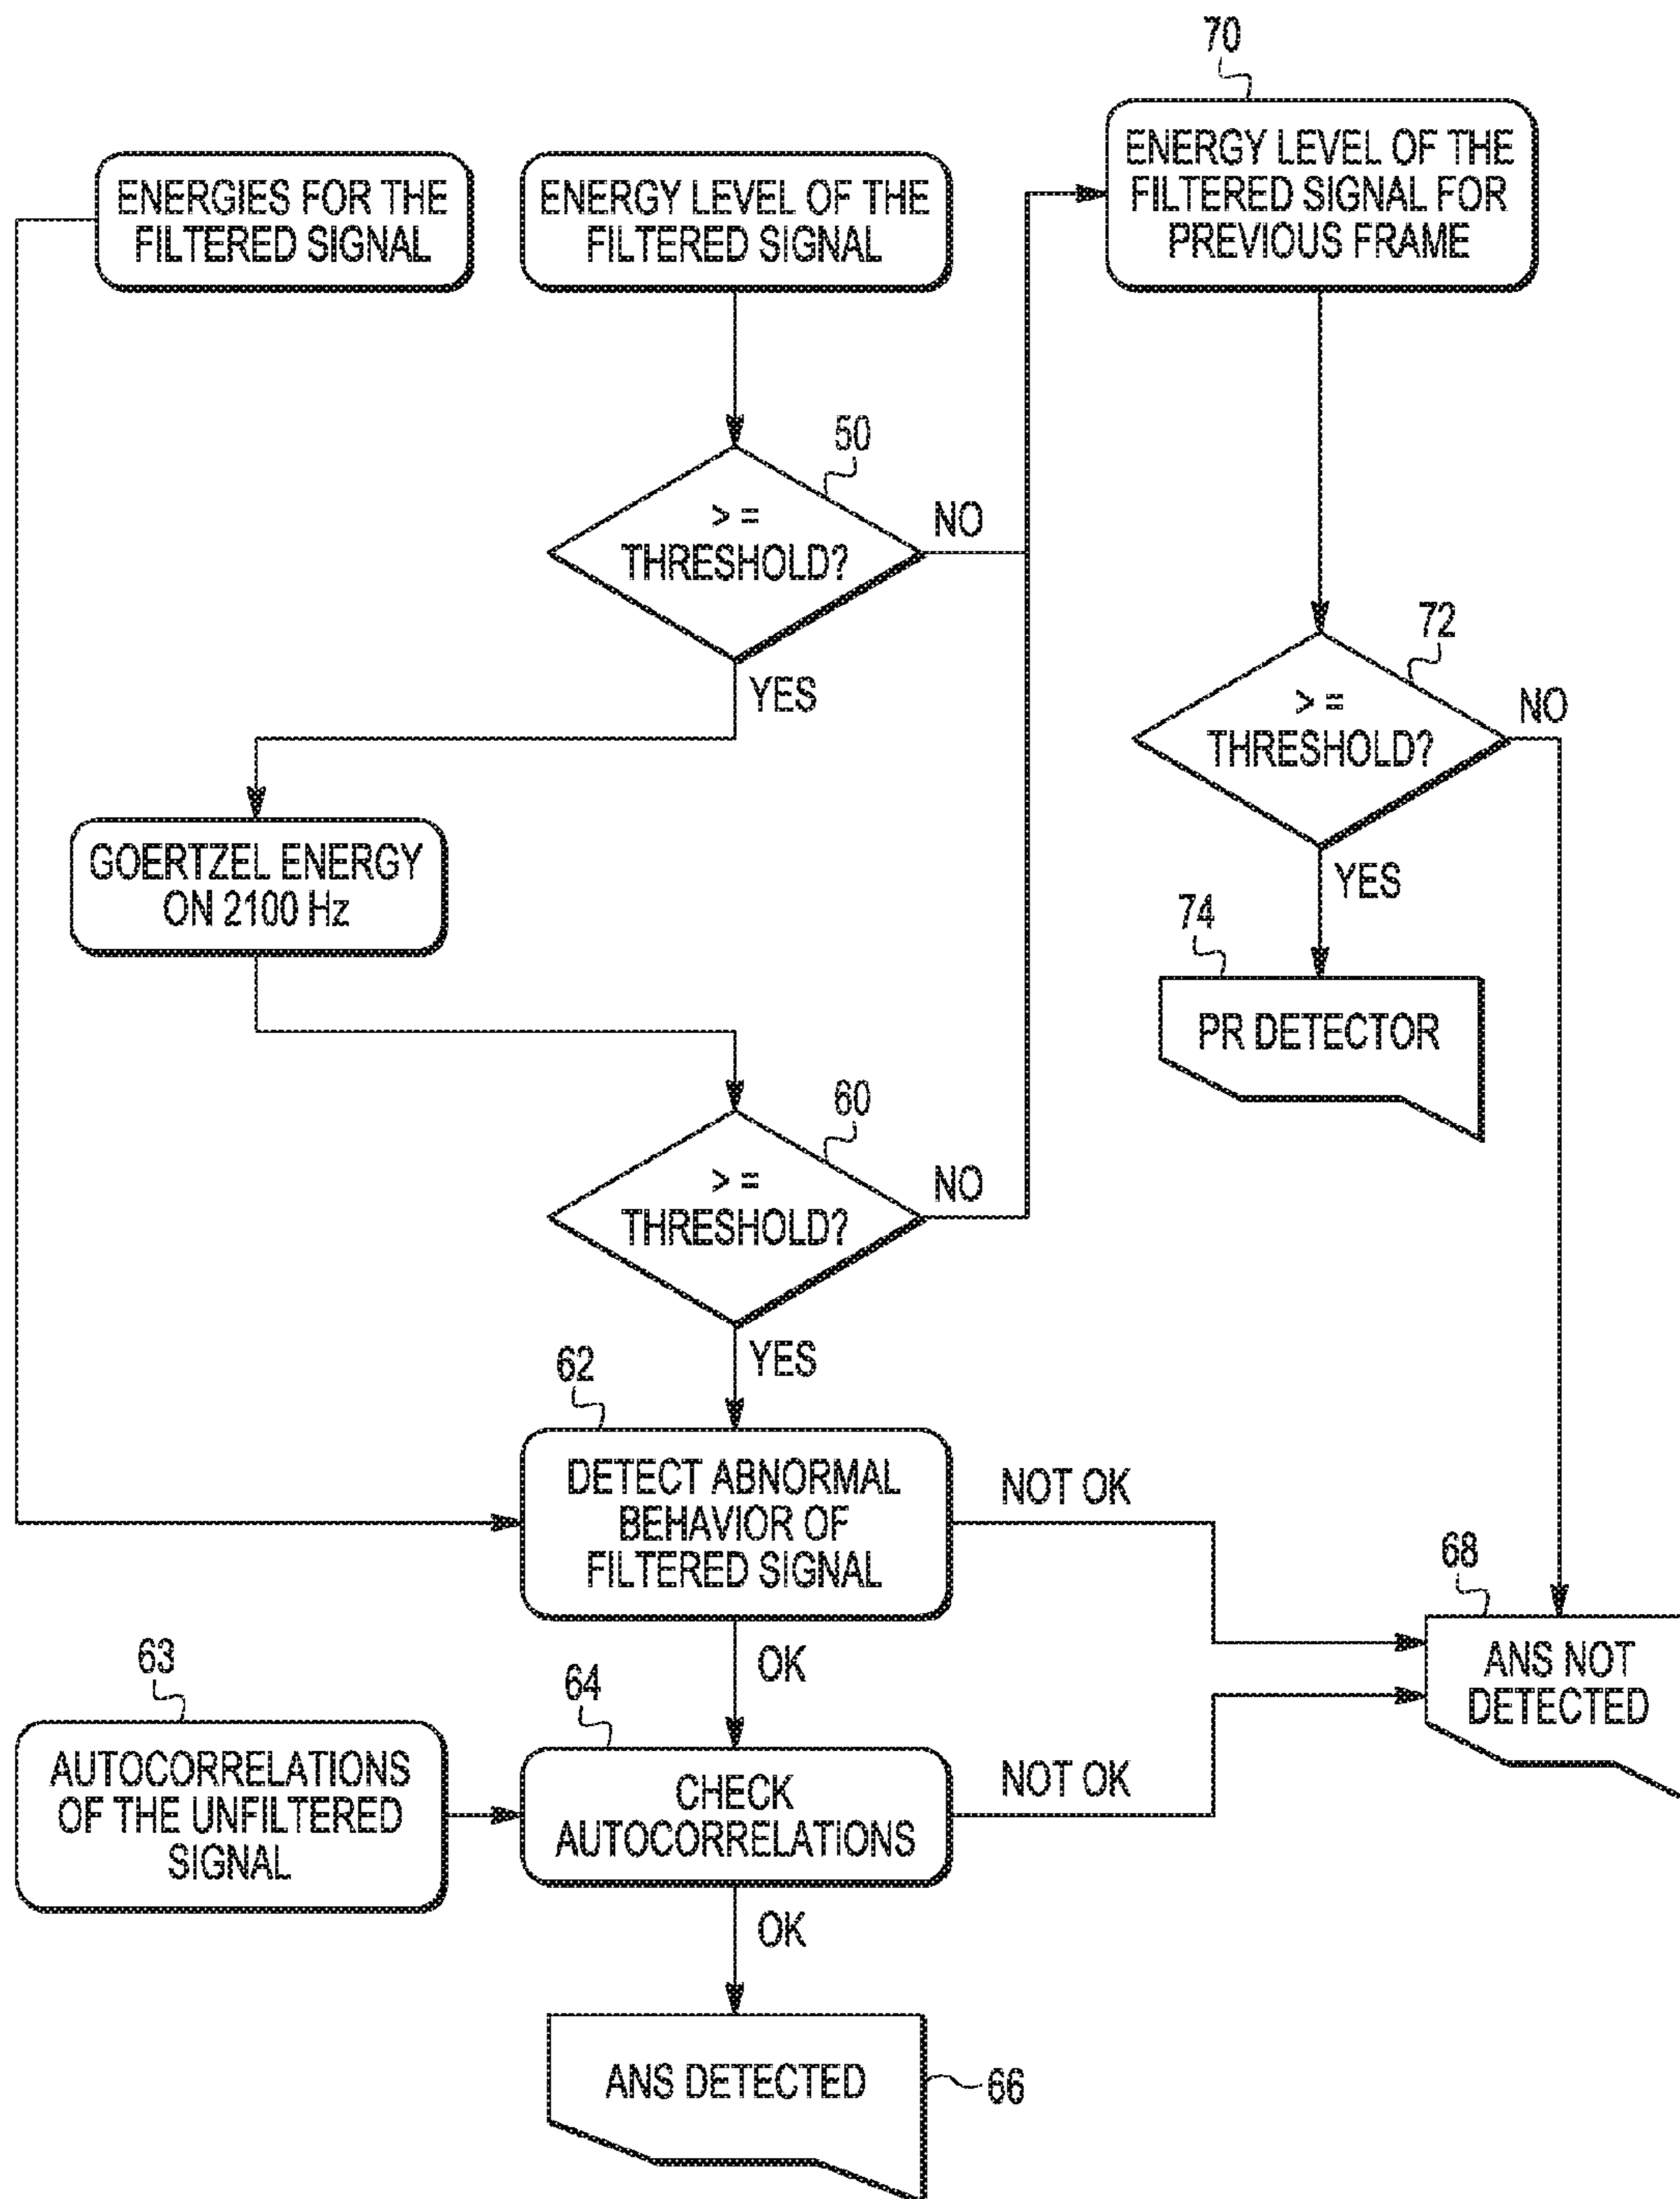 70
ENERGIES FOR THE
FILTERED SIGNAL
ENERGY LEVEL OF THE
FILTERED SIGNAL
ENERGY LEVEL OF THE
FILTERED SIGNAL FOR
PREVIOUS FRAME
50
> =
THRESHOLD?
NO
YES
72
> =
THRESHOLD?
NO
YES
GOERTZEL ENERGY
ON 2100 Hz
74
PR DETECTOR
60
> =
THRESHOLD?
NO
YES
62
DETECT ABNORMAL
BEHAVIOR OF
FILTERED SIGNAL
NOT OK
OK
68
ANS NOT
DETECTED
63
AUTOCORRELATIONS
OF THE UNFILTERED
SIGNAL
64
CHECK
AUTOCORRELATIONS
NOT OK
OK
ANS DETECTED
66